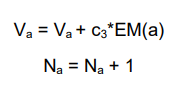 Vₐ = Vₐ + c₃*EM(a)
Nₐ = Nₐ + 1